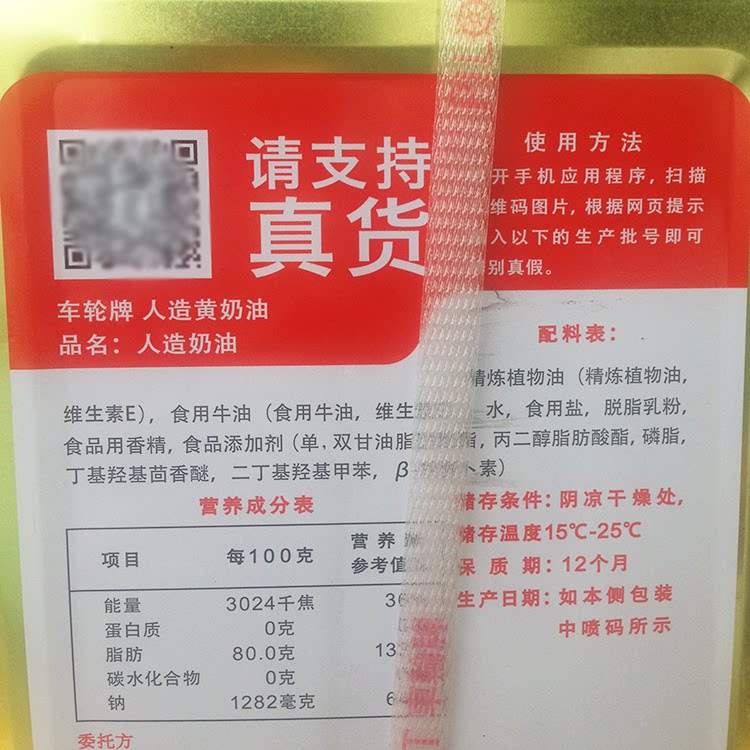 请支持
真货
使用方法
开手机应用程序,扫描
维码图片,根据网页提示
入以下的生产批号即可
别真假。
车轮牌 人造黄奶油
品名:人造奶油
配料表:
精炼植物油(精炼植物油,
维生素E),食用牛油(食用牛油,维生 水,食用盐,脱脂乳粉,
食品用香精,食品添加剂(单,双甘油脂 酯,丙二醇脂肪酸酯,磷脂,
丁基羟基茴香醚,二丁基羟基甲苯,β- 卜素)
营养成分表
项目 每100克 营养 参考值
能量 3024千焦
蛋白质 0克
脂肪 80.0克
碳水化合物 0克
钠 1282毫克
储存条件:阴凉干燥处,
储存温度15℃-25℃
保质期:12个月
生产日期:如本侧包装
中喷码所示
委托方